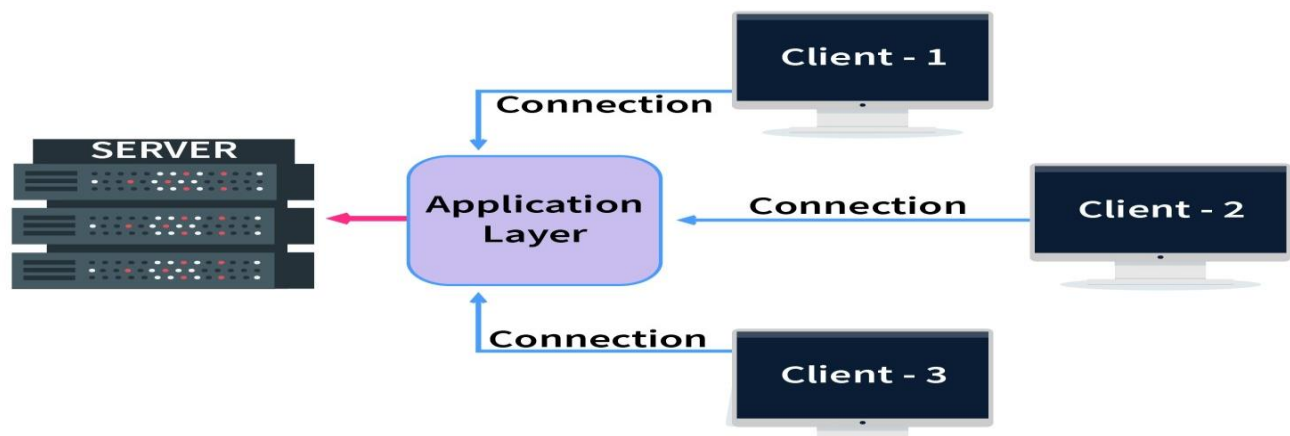 Client - 1
Connection
SERVER
Application
Layer
Connection
Client - 2
Connection
Client - 3